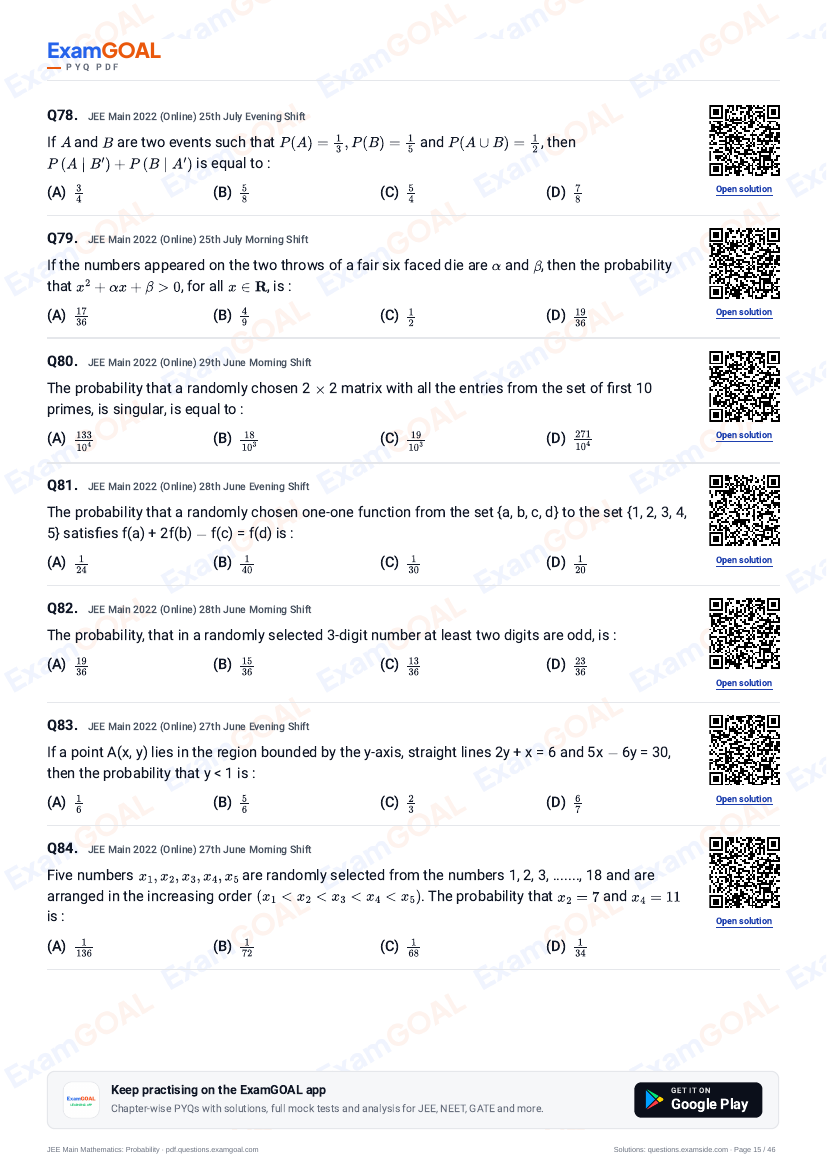 ExamGOAL
PYQ PDF
Q78. JEE Main 2022 (Online) 25th July Evening Shift
If A and B are two events such that P(A) = 1/3, P(B) = 1/5 and P(A ∪ B) = 1/2, then
P (A | B′) + P (B | A′) is equal to :
(A) 3/4 (B) 5/8 (C) 5/4 (D) 7/8
Open solution
Q79. JEE Main 2022 (Online) 25th July Morning Shift
If the numbers appeared on the two throws of a fair six faced die are α and β, then the probability
that x² + αx + β > 0, for all x ∈ R, is :
(A) 17/36 (B) 4/9 (C) 1/2 (D) 19/36
Open solution
Q80. JEE Main 2022 (Online) 29th June Morning Shift
The probability that a randomly chosen 2 × 2 matrix with all the entries from the set of first 10
primes, is singular, is equal to :
(A) 133/10⁴ (B) 18/10³ (C) 19/10³ (D) 271/10⁴
Open solution
Q81. JEE Main 2022 (Online) 28th June Evening Shift
The probability that a randomly chosen one-one function from the set {a, b, c, d} to the set {1, 2, 3, 4,
5} satisfies f(a) + 2f(b) − f(c) = f(d) is :
(A) 1/24 (B) 1/40 (C) 1/30 (D) 1/20
Open solution
Q82. JEE Main 2022 (Online) 28th June Morning Shift
The probability, that in a randomly selected 3-digit number at least two digits are odd, is :
(A) 19/36 (B) 15/36 (C) 13/36 (D) 23/36
Open solution
Q83. JEE Main 2022 (Online) 27th June Evening Shift
If a point A(x, y) lies in the region bounded by the y-axis, straight lines 2y + x = 6 and 5x − 6y = 30,
then the probability that y < 1 is :
(A) 1/6 (B) 5/6 (C) 2/3 (D) 6/7
Open solution
Q84. JEE Main 2022 (Online) 27th June Morning Shift
Five numbers x₁, x₂, x₃, x₄, x₅ are randomly selected from the numbers 1, 2, 3, ......., 18 and are
arranged in the increasing order (x₁ < x₂ < x₃ < x₄ < x₅). The probability that x₂ = 7 and x₄ = 11
is :
(A) 1/136 (B) 1/72 (C) 1/68 (D) 1/34
Open solution
Keep practising on the ExamGOAL app
Chapter-wise PYQs with solutions, full mock tests and analysis for JEE, NEET, GATE and more.
GET IT ON
Google Play
JEE Main Mathematics: Probability · pdf.questions.examgoal.com
Solutions: questions.examside.com · Page 15 / 46